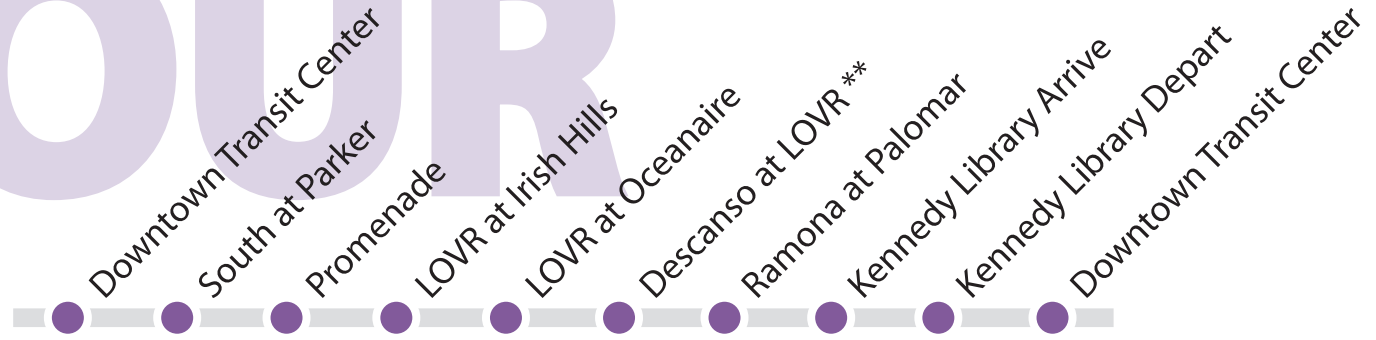 OUR
Downtown Transit Center
South at Parker
Promenade
LOVR at Irish Hills
LOVR at Oceanaire
Descanso at LOVR **
Ramona at Palomar
Kennedy Library Arrive
Kennedy Library Depart
Downtown Transit Center